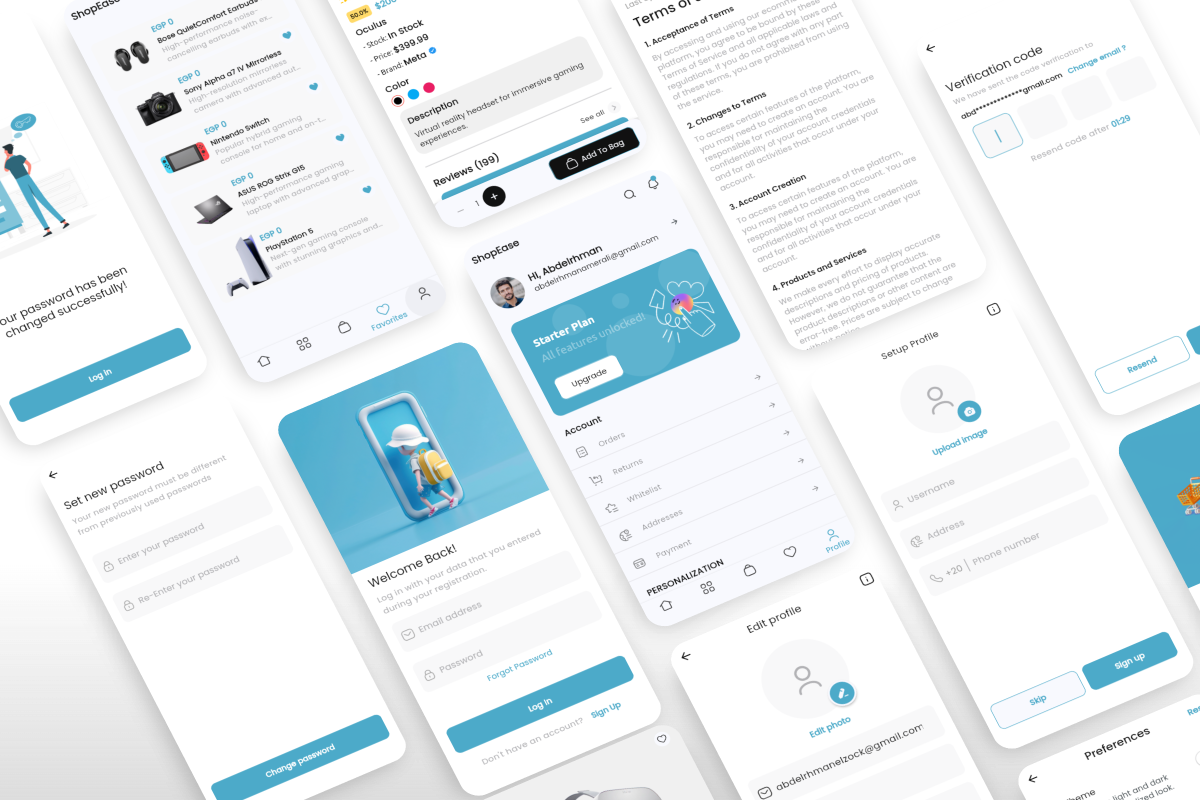 our password has been
changed successfully!
Log In
ShopEase
EGP 0
Bose QuietComfort Earbuds
High-performance noise-
cancelling earbuds with ex...
EGP 0
Sony Alpha a7 IV Mirrorless
High-resolution mirrorless
camera with advanced aut...
EGP 0
Nintendo Switch
Popular hybrid gaming
console for home and on-t...
EGP 0
ASUS ROG Strix G15
High-performance gaming
laptop with advanced grap...
EGP 0
PlayStation 5
Next-gen gaming console
with stunning graphics and...
Favorites
50.0%
Oculus
- Stock: In Stock
- Price: $399.99
- Brand: Meta
Color
Description
Virtual reality headset for immersive gaming
experiences.
Reviews (199)
See all
1
Add To Bag
Terms of
1. Acceptance of Terms
By accessing and using our ecomm
platform, you agree to be bound by these
Terms of Service and all applicable laws and
regulations. If you do not agree with any part
of these terms, you are prohibited from using
the service.
2. Changes to Terms
To access certain features of the platform,
you may need to create an account. You are
responsible for maintaining the
confidentiality of your account credentials
and for all activities that occur under your
account.
3. Account Creation
To access certain features of the platform,
you may need to create an account. You are
responsible for maintaining the
confidentiality of your account credentials
and for all activities that occur under your
account.
4. Products and Services
We make every effort to display accurate
descriptions and pricing of products.
However, we do not guarantee that the
product descriptions or other content are
error-free. Prices are subject to change
without notice.
Verification code
We have sent the code verification to
abd*************gmail.com Change email ?
Resend code after 01:29
Resend
Set new password
Your new password must be different
from previously used passwords
Enter your password
Re-Enter your password
Change password
Welcome Back!
Log in with your data that you entered
during your registration.
Email address
Password
Forgot Password
Log In
Don't have an account? Sign Up
ShopEase
Hi, Abdelrhman
abdelrhmanamerali@gmail.com
Starter Plan
All features unlocked!
Upgrade
Account
Orders
Returns
Whitelist
Addresses
Payment
PERSONALIZATION
Profile
Setup Profile
Upload image
Username
Address
+20 | Phone number
Skip
Sign up
Edit profile
Edit photo
abdelrhmanelzock@gmail.com
Preferences
light and dark